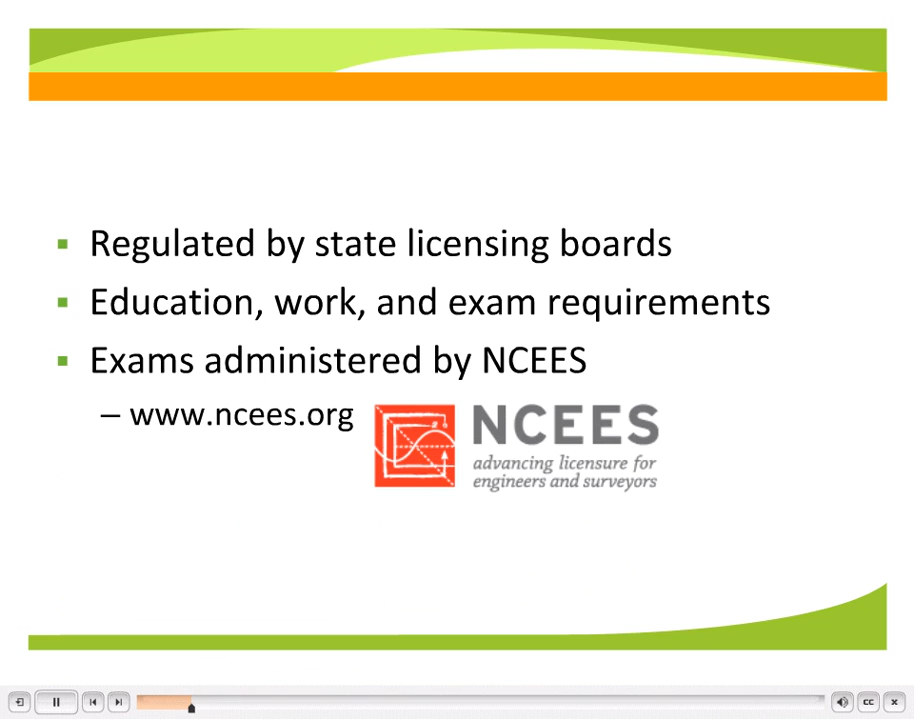 Regulated by state licensing boards
Education, work, and exam requirements
Exams administered by NCEES
– www.ncees.org
NCEES
advancing licensure for
engineers and surveyors
CC